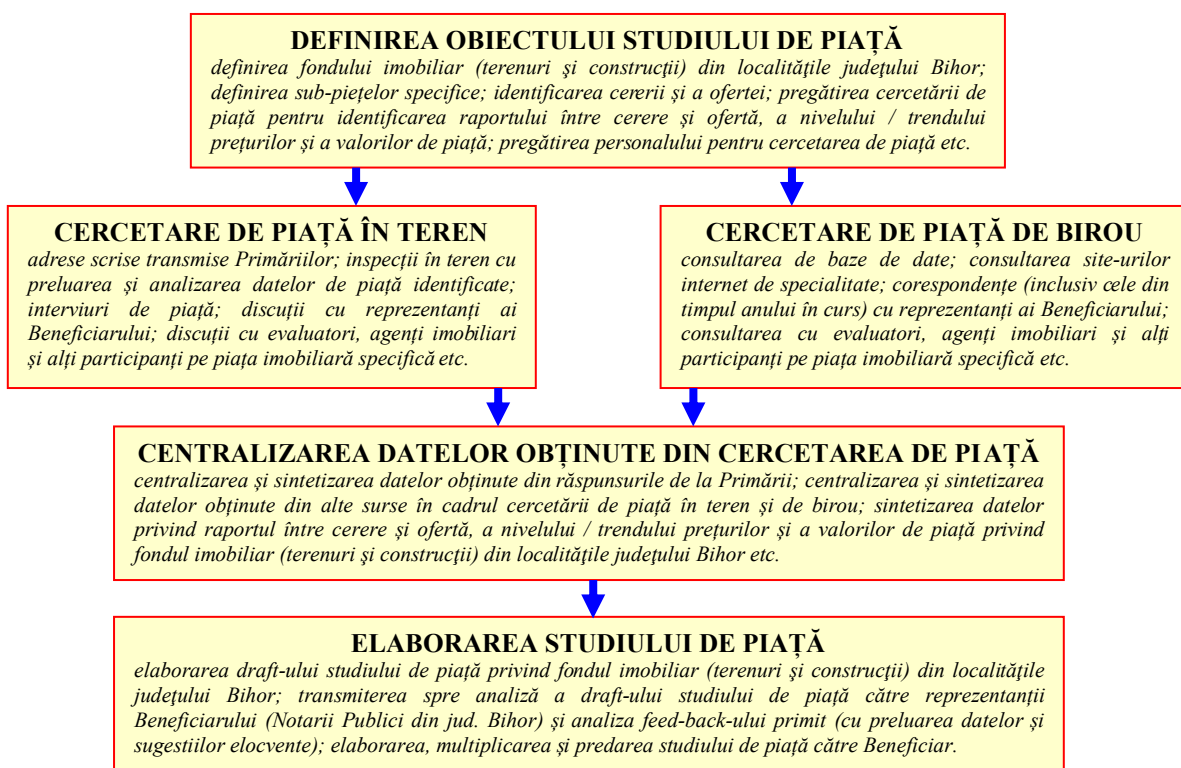 DEFINIREA OBIECTULUI STUDIULUI DE PIAȚĂ
definirea fondului imobiliar (terenuri şi construcţii) din localităţile judeţului Bihor;
definirea sub-piețelor specifice; identificarea cererii și a ofertei; pregătirea cercetării de
piață pentru identificarea raportului între cerere și ofertă, a nivelului / trendului
prețurilor și a valorilor de piață; pregătirea personalului pentru cercetarea de piață etc.
CERCETARE DE PIAȚĂ ÎN TEREN
adrese scrise transmise Primăriilor; inspecții în teren cu
preluarea și analizarea datelor de piață identificate;
interviuri de piață; discuții cu reprezentanți ai
Beneficiarului; discuții cu evaluatori, agenți imobiliari
și alți participanți pe piața imobiliară specifică etc.
CERCETARE DE PIAȚĂ DE BIROU
consultarea de baze de date; consultarea site-urilor
internet de specialitate; corespondențe (inclusiv cele din
timpul anului în curs) cu reprezentanți ai Beneficiarului;
consultarea cu evaluatori, agenți imobiliari și alți
participanți pe piața imobiliară specifică etc.
CENTRALIZAREA DATELOR OBȚINUTE DIN CERCETAREA DE PIAȚĂ
centralizarea și sintetizarea datelor obținute din răspunsurile de la Primării; centralizarea și sintetizarea
datelor obținute din alte surse în cadrul cercetării de piață în teren și de birou; sintetizarea datelor
privind raportul între cerere și ofertă, a nivelului / trendului prețurilor și a valorilor de piață privind
fondul imobiliar (terenuri şi construcţii) din localităţile judeţului Bihor etc.
ELABORAREA STUDIULUI DE PIAȚĂ
elaborarea draft-ului studiului de piață privind fondul imobiliar (terenuri şi construcţii) din localităţile
judeţului Bihor; transmiterea spre analiză a draft-ului studiului de piață către reprezentanții
Beneficiarului (Notarii Publici din jud. Bihor) și analiza feed-back-ului primit (cu preluarea datelor și
sugestiilor elocvente); elaborarea, multiplicarea și predarea studiului de piață către Beneficiar.